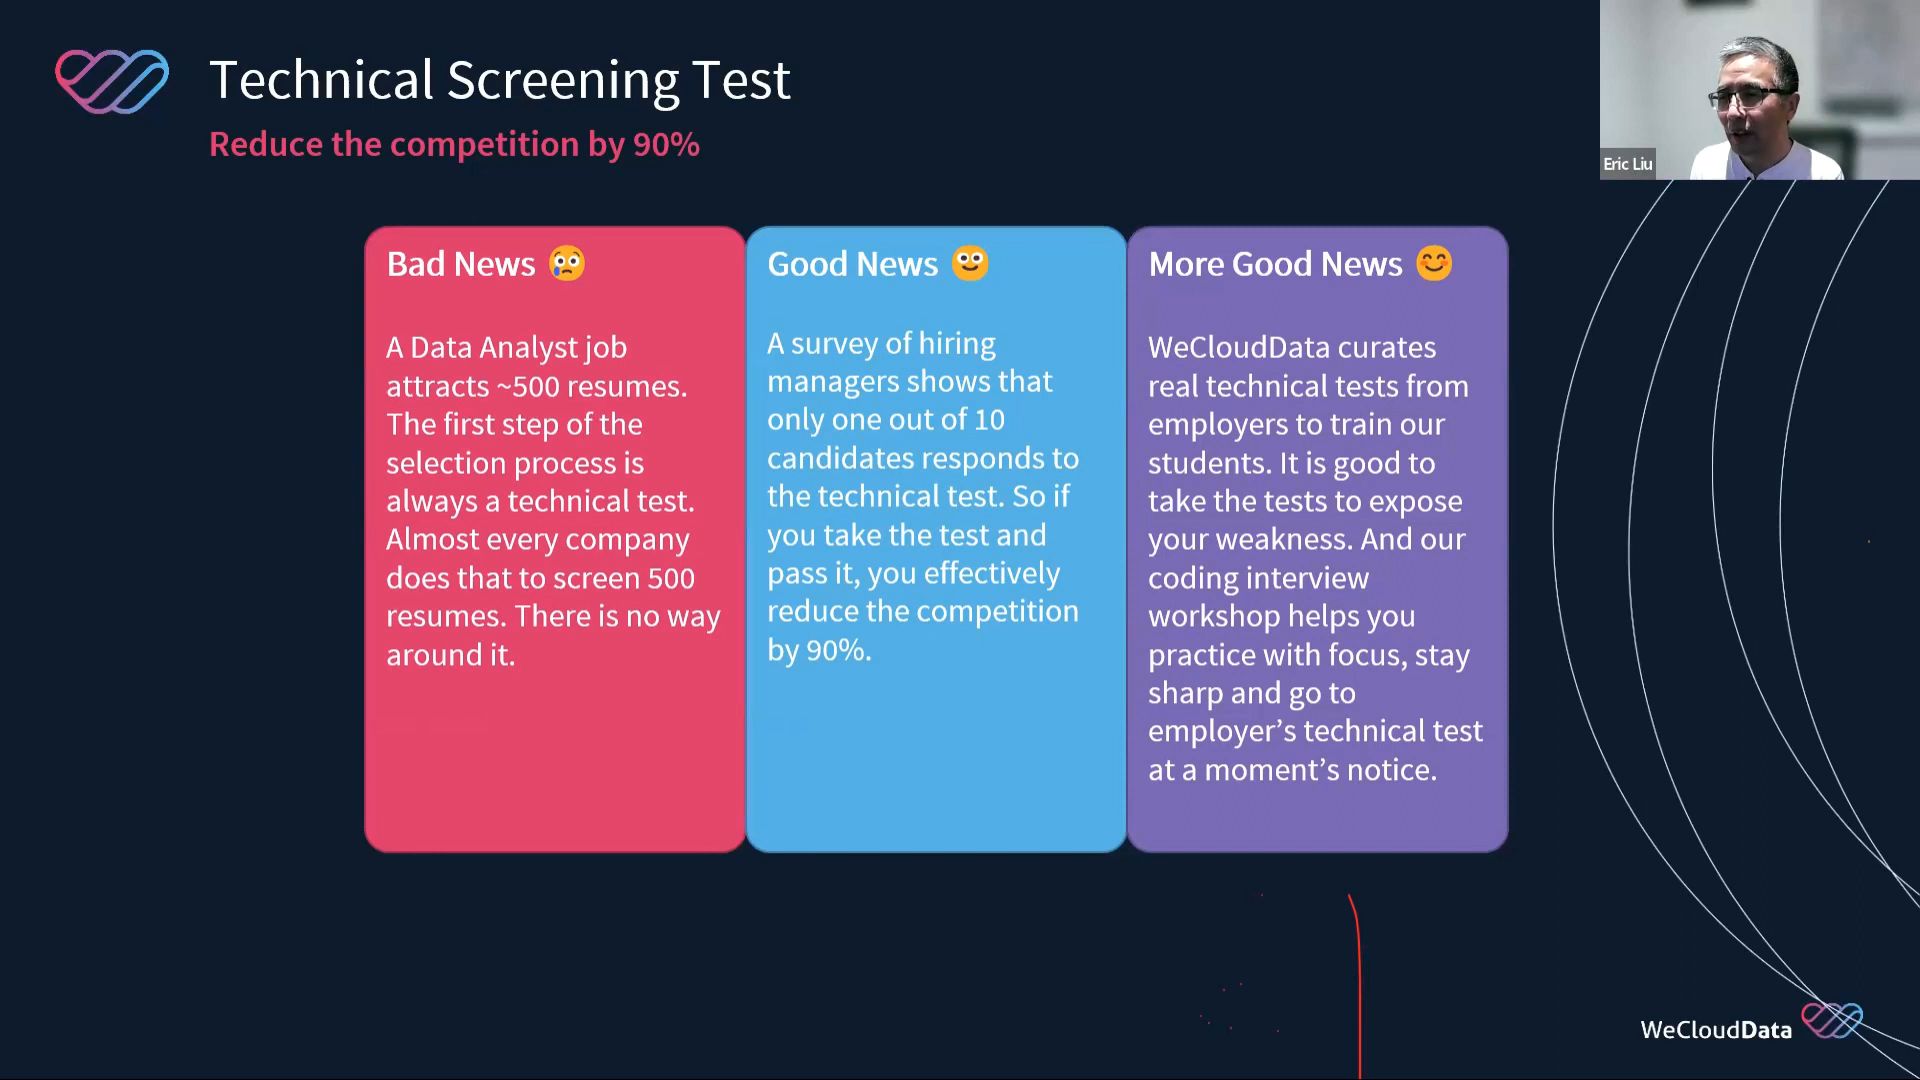 Technical Screening Test
Reduce the competition by 90%
Eric Liu
Bad News 😢
A Data Analyst job
attracts ~500 resumes.
The first step of the
selection process is
always a technical test.
Almost every company
does that to screen 500
resumes. There is no way
around it.
Good News 🙂
A survey of hiring
managers shows that
only one out of 10
candidates responds to
the technical test. So if
you take the test and
pass it, you effectively
reduce the competition
by 90%.
More Good News 😊
WeCloudData curates
real technical tests from
employers to train our
students. It is good to
take the tests to expose
your weakness. And our
coding interview
workshop helps you
practice with focus, stay
sharp and go to
employer’s technical test
at a moment’s notice.
WeCloudData